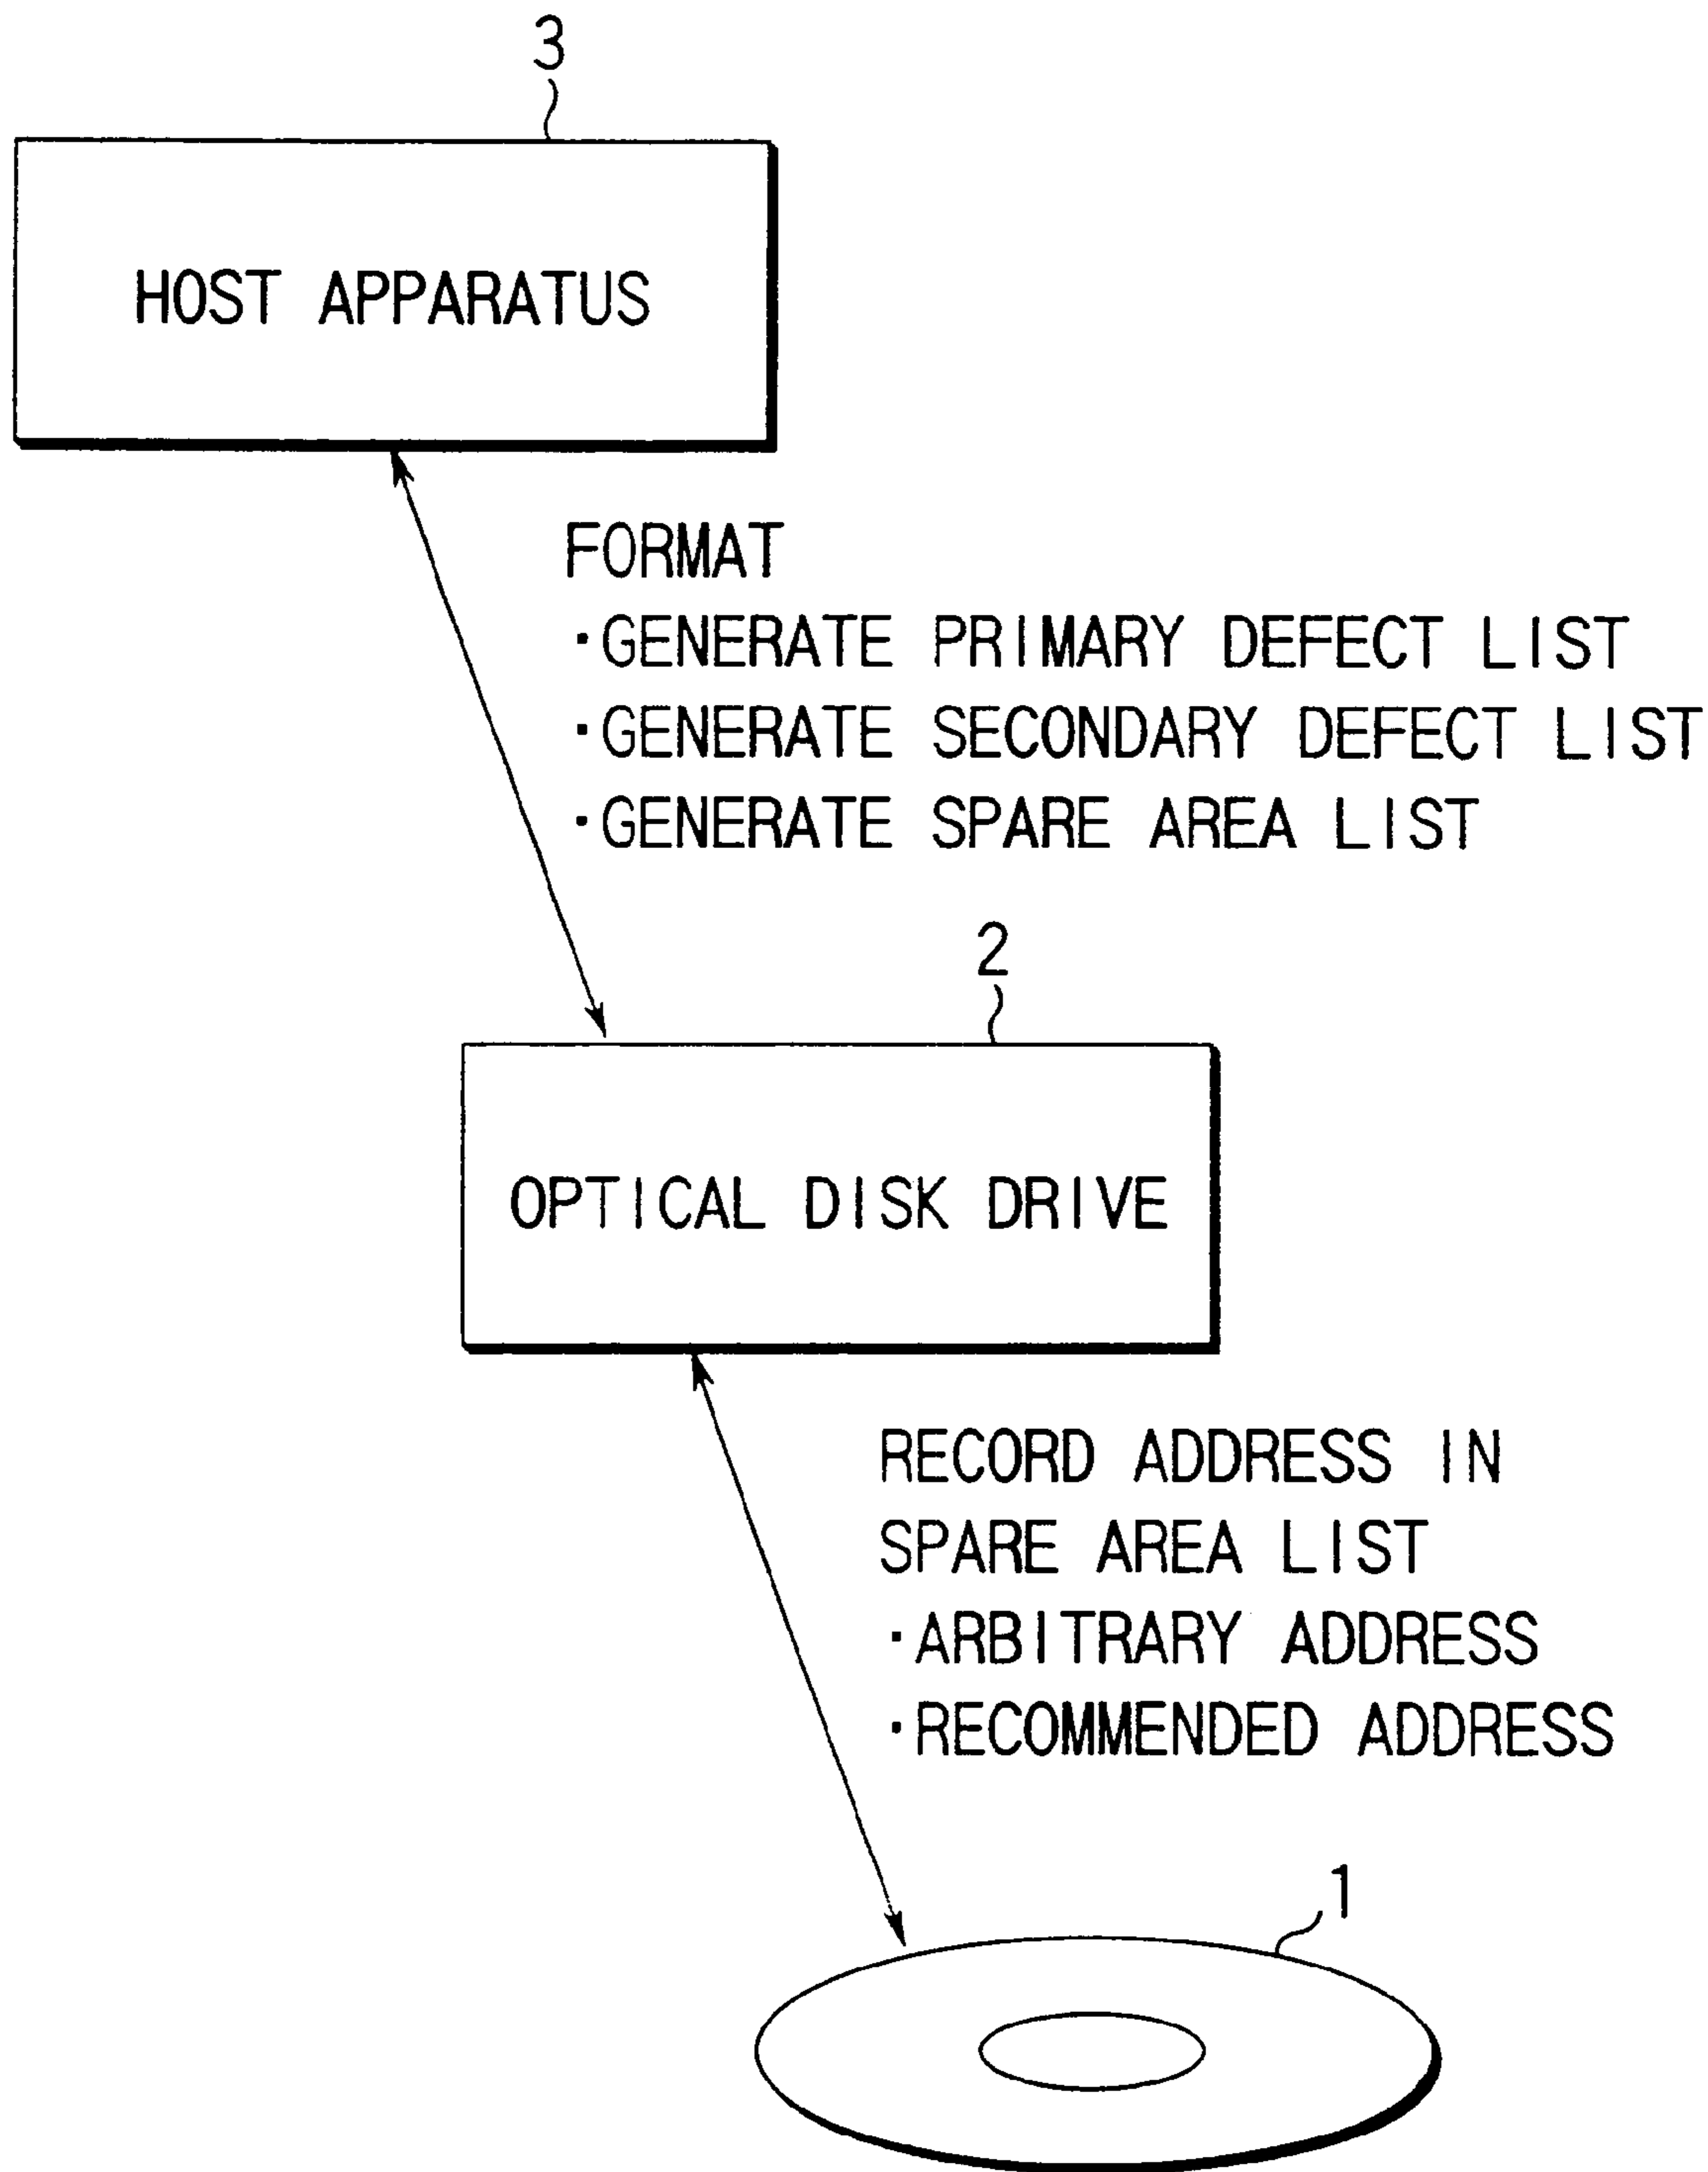 3
HOST APPARATUS
FORMAT
·GENERATE PRIMARY DEFECT LIST
·GENERATE SECONDARY DEFECT LIST
·GENERATE SPARE AREA LIST
2
OPTICAL DISK DRIVE
RECORD ADDRESS IN
SPARE AREA LIST
·ARBITRARY ADDRESS
·RECOMMENDED ADDRESS
1